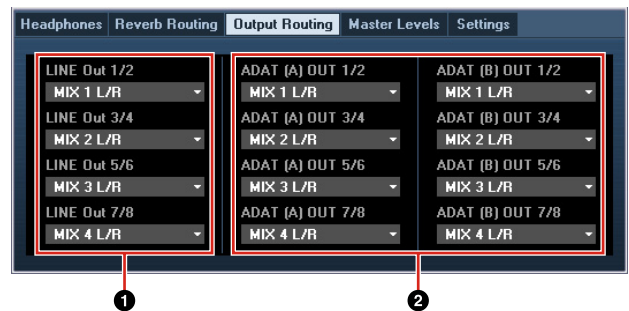 Headphones Reverb Routing Output Routing Master Levels Settings
LINE Out 1/2 ADAT (A) OUT 1/2 ADAT (B) OUT 1/2
MIX 1 L/R MIX 1 L/R MIX 1 L/R
LINE Out 3/4 ADAT (A) OUT 3/4 ADAT (B) OUT 3/4
MIX 2 L/R MIX 2 L/R MIX 2 L/R
LINE Out 5/6 ADAT (A) OUT 5/6 ADAT (B) OUT 5/6
MIX 3 L/R MIX 3 L/R MIX 3 L/R
LINE Out 7/8 ADAT (A) OUT 7/8 ADAT (B) OUT 7/8
MIX 4 L/R MIX 4 L/R MIX 4 L/R
1 2